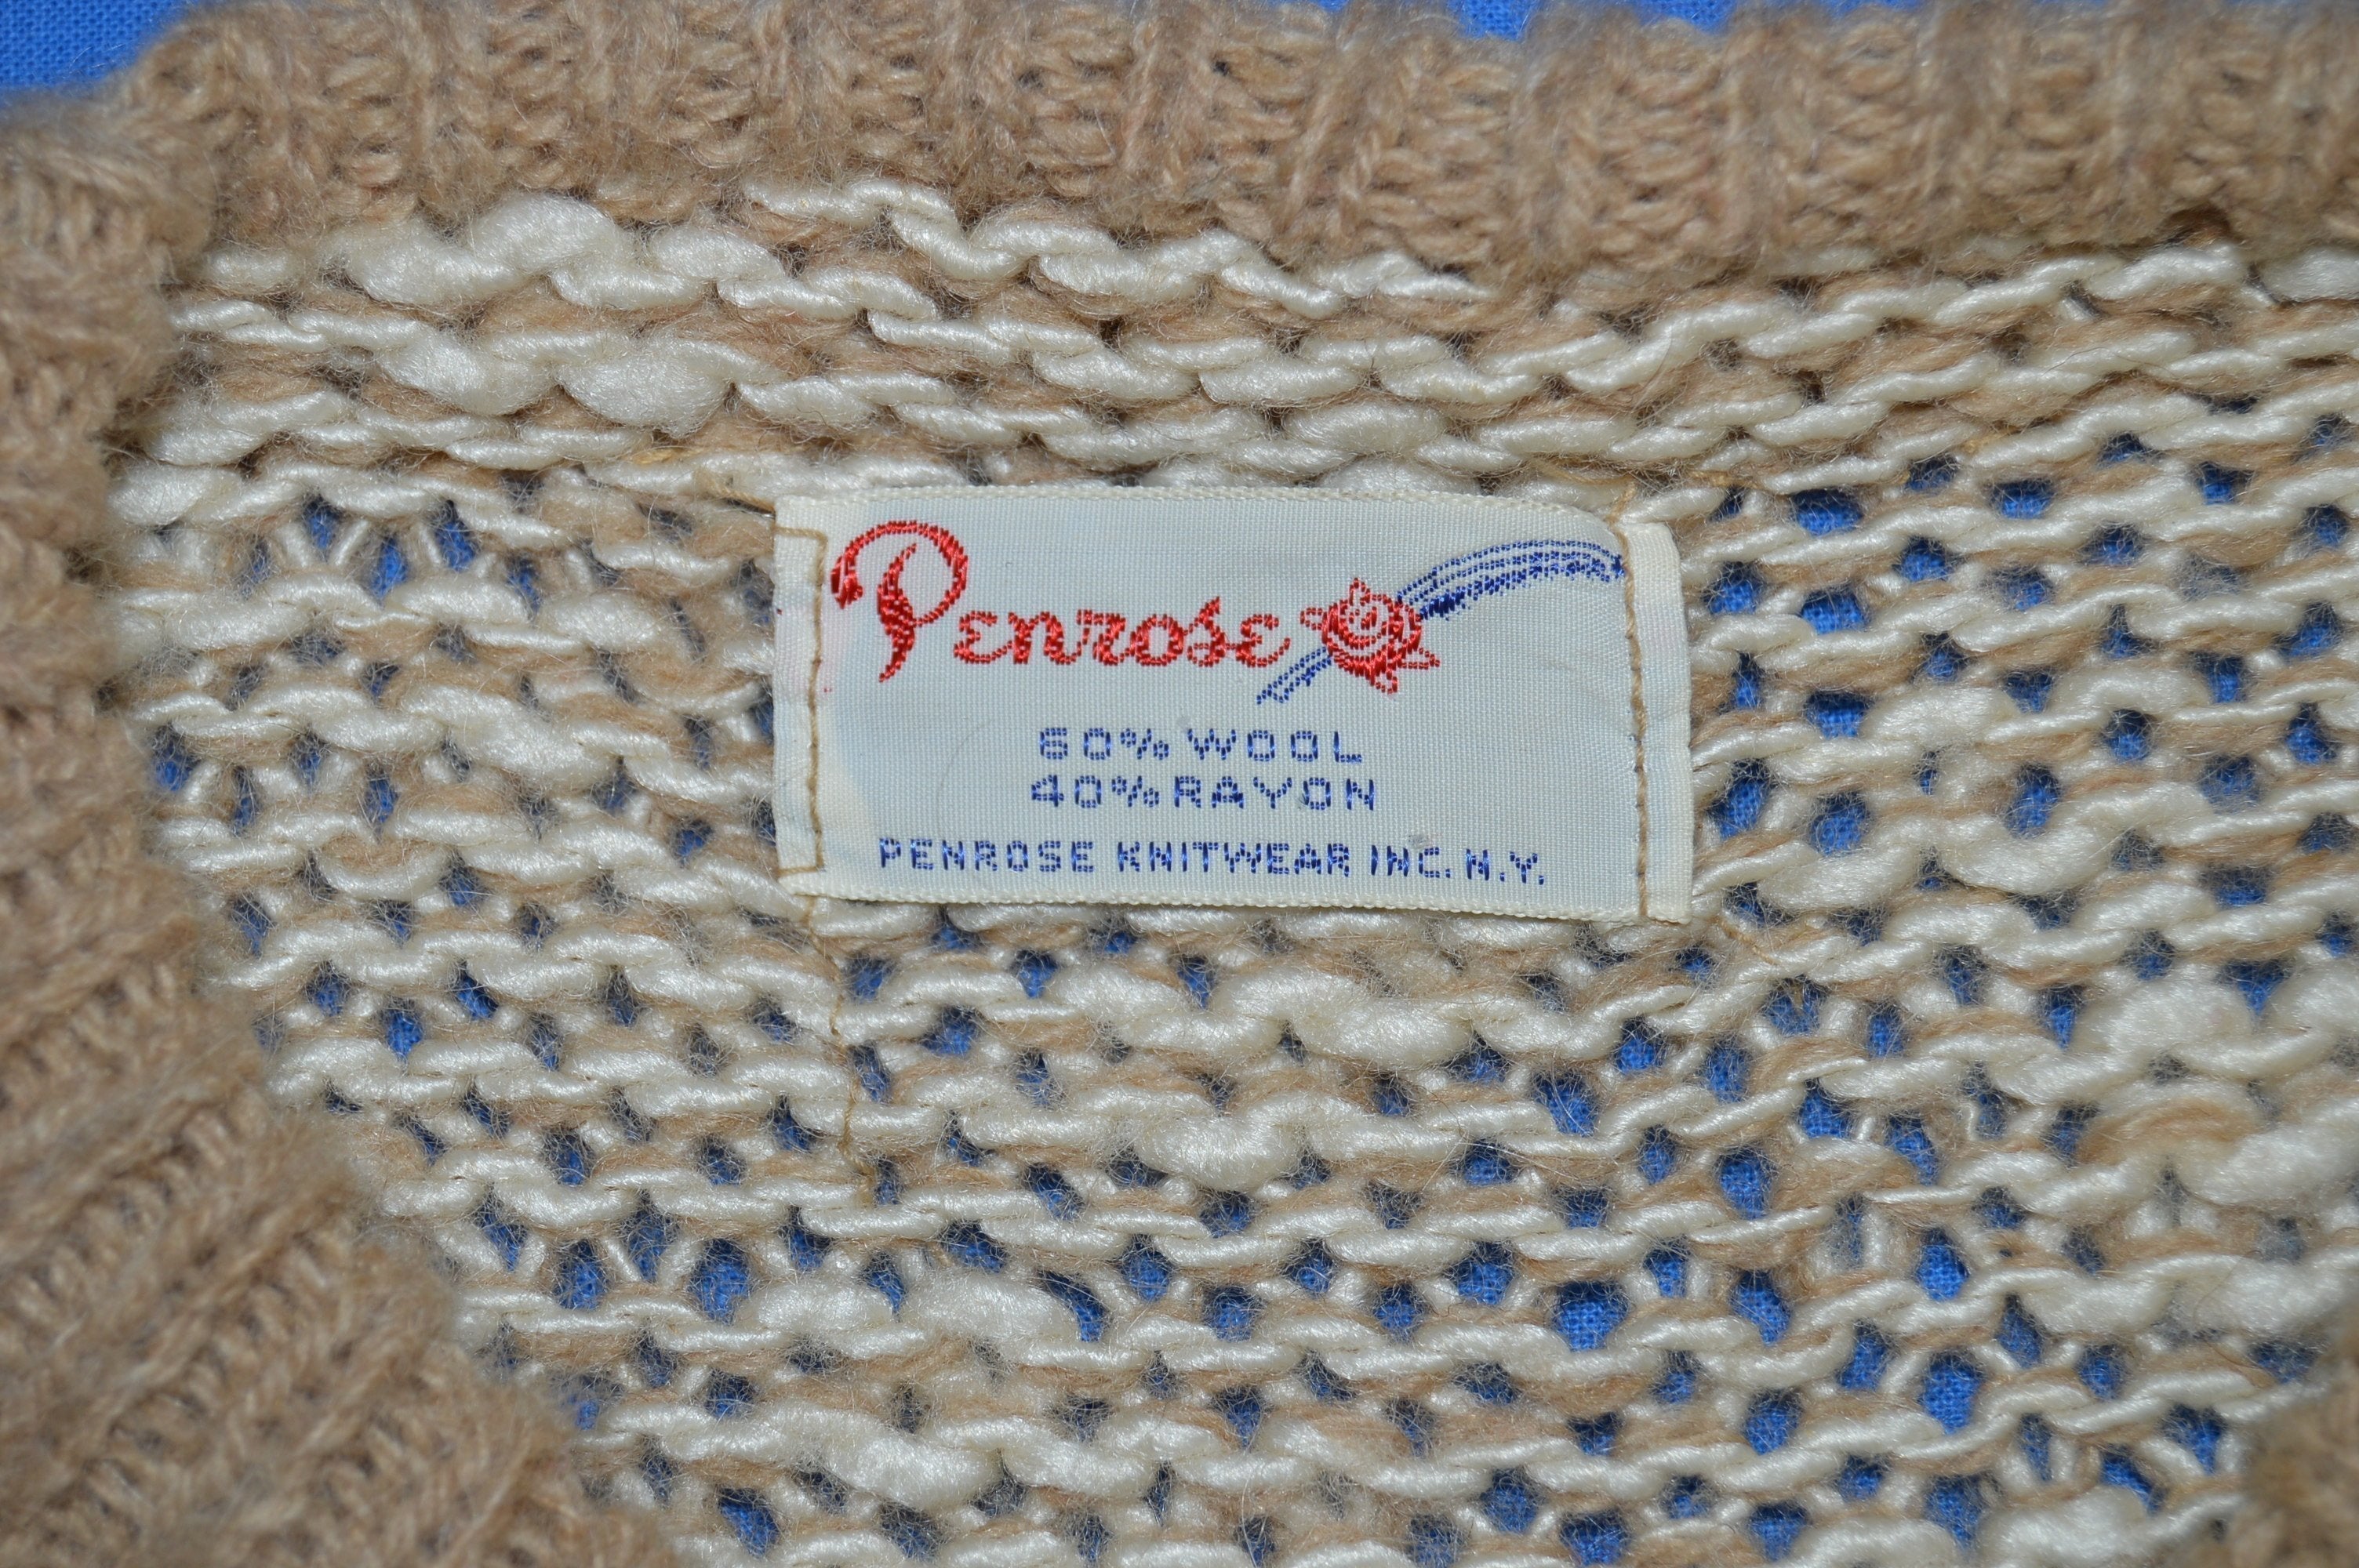 Penrose
60% WOOL
40% RAYON
PENROSE KNITWEAR INC. N.Y.